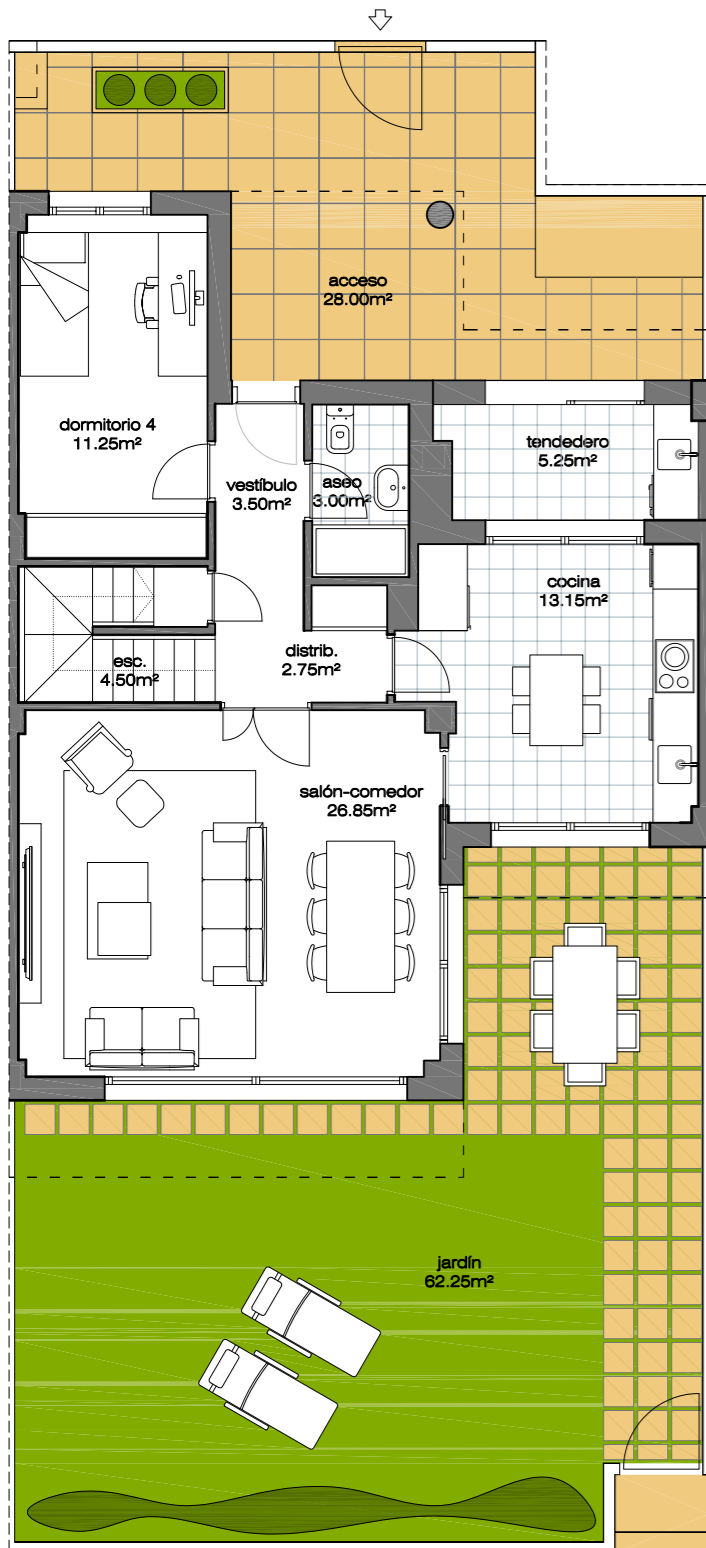 acceso
28.00m²
dormitorio 4
11.25m²
tendedero
5.25m²
vestíbulo
3.50m²
aseo
3.00m²
cocina
13.15m²
distrib.
2.75m²
esc.
4.50m²
salón-comedor
26.85m²
jardín
62.25m²